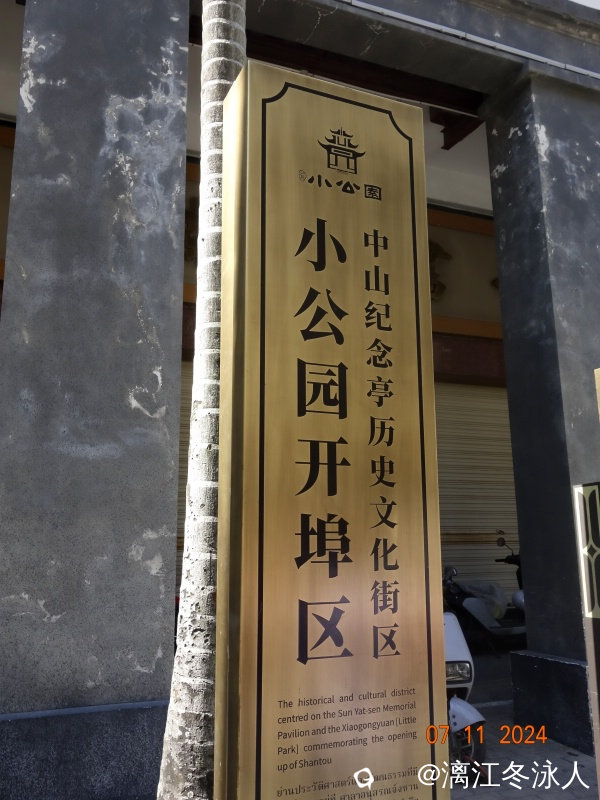 小公園
中山纪念亭历史文化街区
小公园开埠区
The historical and cultural district
centred on the Sun Yat-sen Memorial
Pavilion and the Xiaogongyuan [Little
Park] commemorating the opening
up of Shantou
07 11 2024
@漓江冬泳人